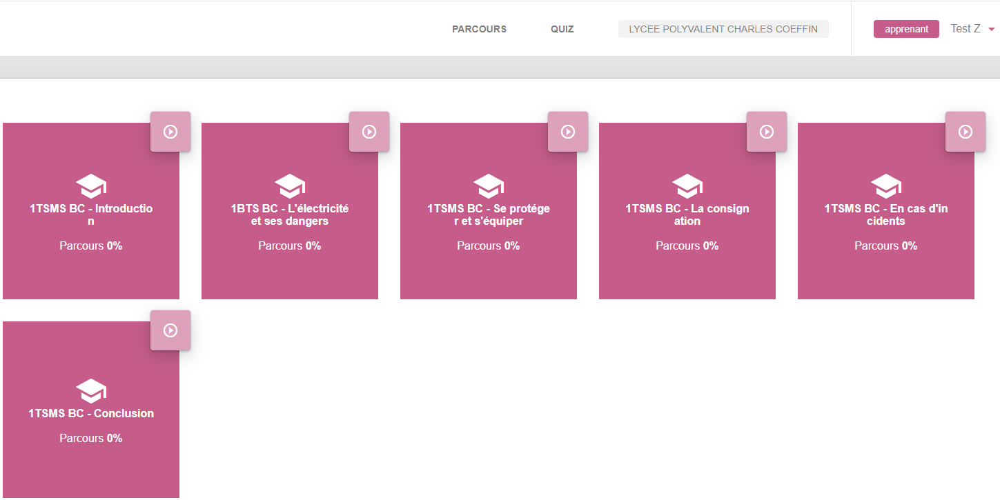 PARCOURS QUIZ LYCEE POLYVALENT CHARLES COEFFIN apprenant Test Z
1TSMS BC - Introductio
n
Parcours 0%
1BTS BC - L'électricité
et ses dangers
Parcours 0%
1TSMS BC - Se protége
r et s'équiper
Parcours 0%
1TSMS BC - La consign
ation
Parcours 0%
1TSMS BC - En cas d'in
cidents
Parcours 0%
1TSMS BC - Conclusion
Parcours 0%